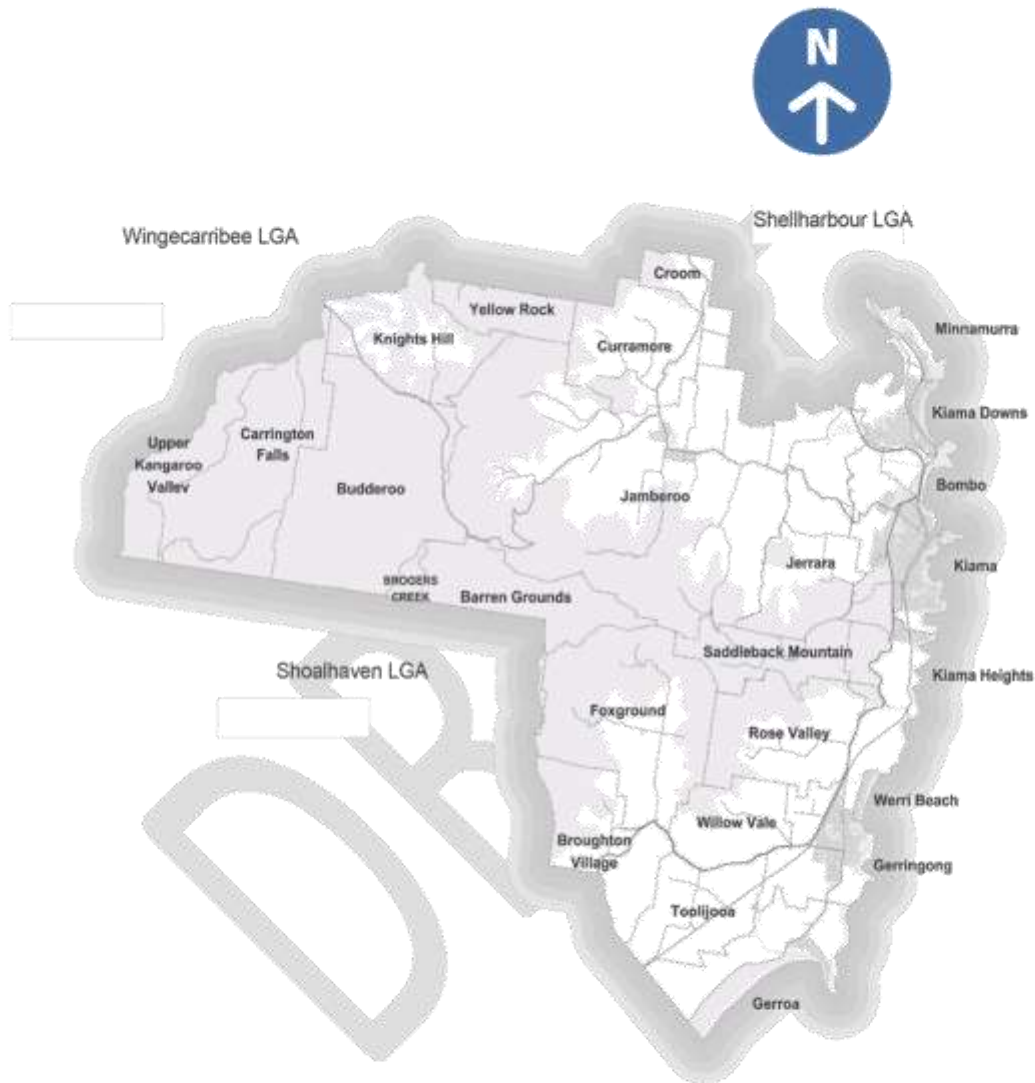 N
Shellharbour LGA
Wingecarribee LGA
Croom
Yellow Rock
Minnamurra
Knights Hill
Curramore
Kiama Downs
Upper
Kangaroo
Valley
Carrington
Falls
Budderoo
Jamberoo
Bombo
Jerrara
Kiama
BROGERS
CREEK
Barren Grounds
Saddleback Mountain
Shoalhaven LGA
Kiama Heights
Foxground
Rose Valley
Werri Beach
Willow Vale
Broughton
Village
Gerringong
Toolijooa
Gerroa